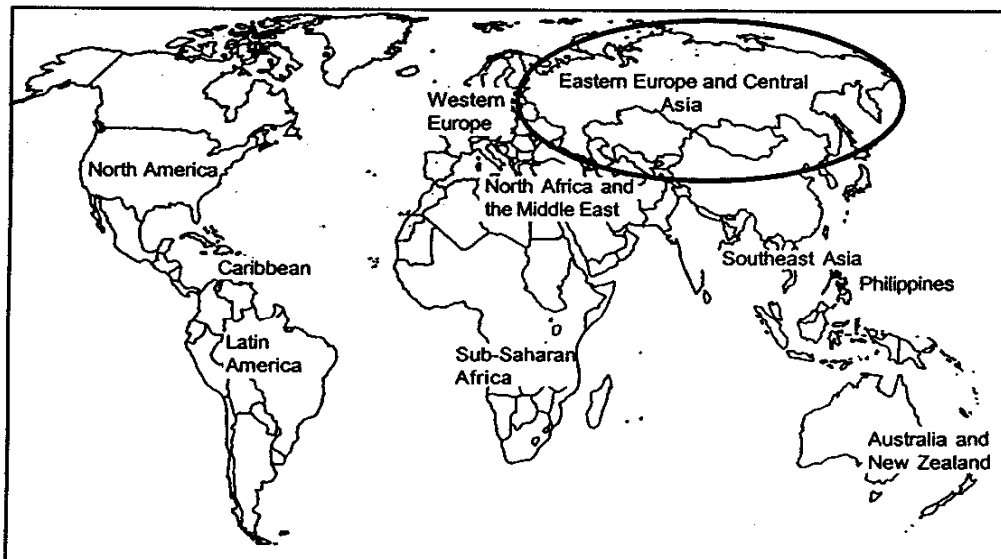 Eastern Europe and Central
Asia
Western
Europe
North America
North Africa and
the Middle East
Southeast Asia
Caribbean
Philippines
Latin
America
Sub-Saharan
Africa
Australia and
New Zealand